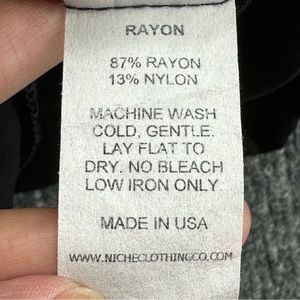 RAYON
87% RAYON
13% NYLON
MACHINE WASH
COLD, GENTLE.
LAY FLAT TO
DRY. NO BLEACH
LOW IRON ONLY
MADE IN USA
WWW.NICHECLOTHINGCO.COM